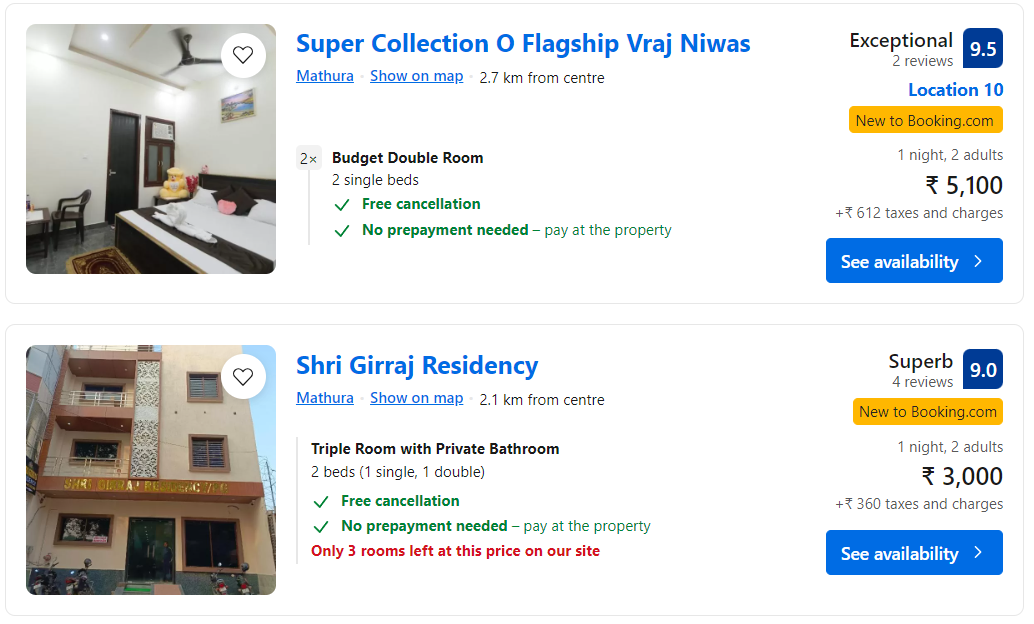 Super Collection O Flagship Vraj Niwas
Mathura Show on map 2.7 km from centre
Exceptional 9.5
2 reviews
Location 10
New to Booking.com
2× Budget Double Room
2 single beds
Free cancellation
No prepayment needed – pay at the property
1 night, 2 adults
₹ 5,100
+₹ 612 taxes and charges
See availability
Shri Girraj Residency
Mathura Show on map 2.1 km from centre
Superb 9.0
4 reviews
New to Booking.com
Triple Room with Private Bathroom
2 beds (1 single, 1 double)
Free cancellation
No prepayment needed – pay at the property
Only 3 rooms left at this price on our site
1 night, 2 adults
₹ 3,000
+₹ 360 taxes and charges
See availability